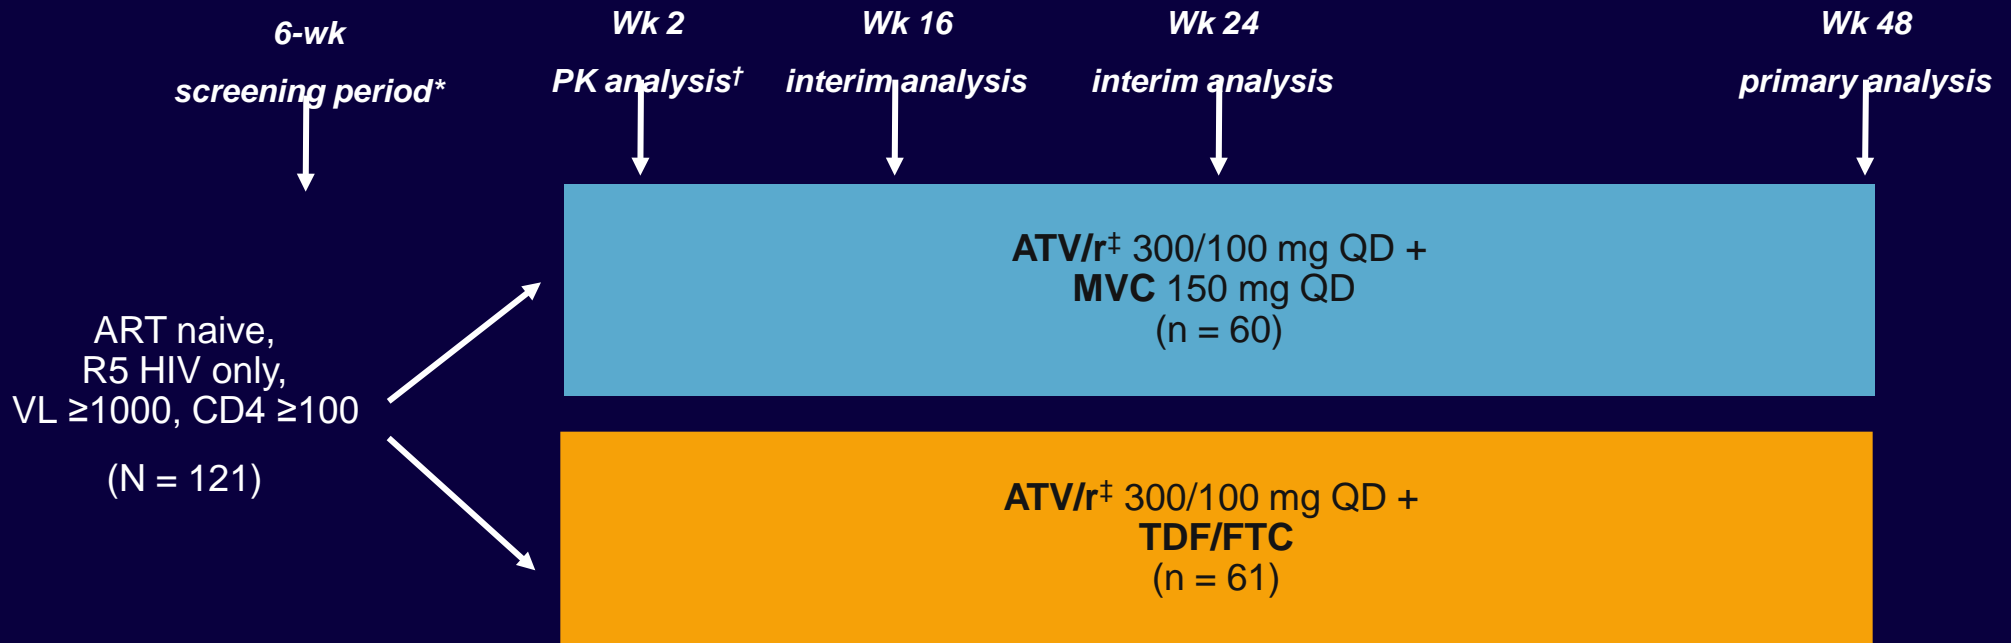 6-wk
screening period*
Wk 2
PK analysis†
Wk 16
interim analysis
Wk 24
interim analysis
Wk 48
primary analysis
ART naive,
R5 HIV only,
VL ≥1000, CD4 ≥100
(N = 121)
ATV/r‡ 300/100 mg QD +
MVC 150 mg QD
(n = 60)
ATV/r‡ 300/100 mg QD +
TDF/FTC
(n = 61)